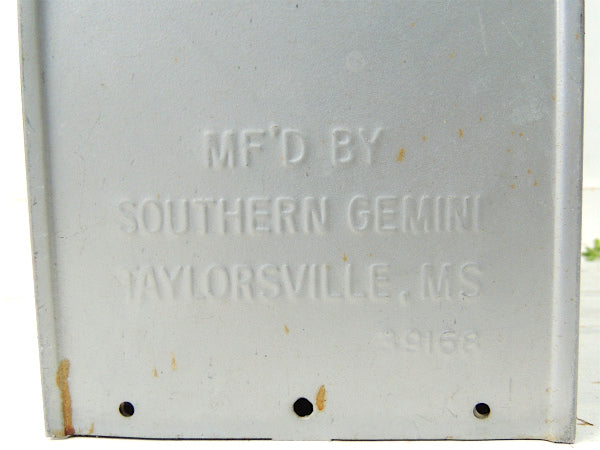 MF'D BY
SOUTHERN GEMINI
TAYLORSVILLE, MS
39168